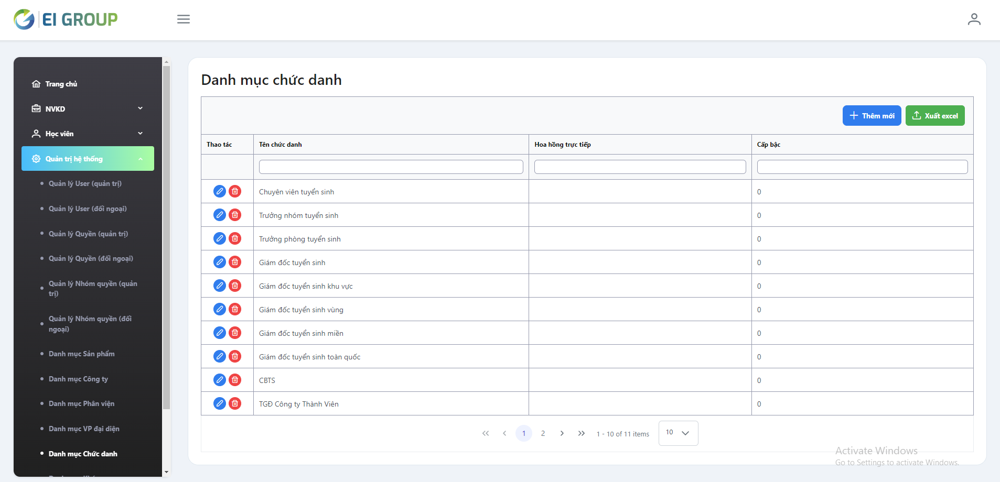 EI GROUP
Trang chủ
NVKD
Học viên
Quản trị hệ thống
Quản lý User (quản trị)
Quản lý User (đối ngoại)
Quản lý Quyền (quản trị)
Quản lý Quyền (đối ngoại)
Quản lý Nhóm quyền (quản
trị)
Quản lý Nhóm quyền (đối
ngoại)
Danh mục Sản phẩm
Danh mục Công ty
Danh mục Phân viện
Danh mục VP đại diện
Danh mục Chức danh
Danh mục chức danh
Thêm mới
Xuất excel
Thao tác Tên chức danh Hoa hồng trực tiếp Cấp bậc
Chuyên viên tuyển sinh 0
Trưởng nhóm tuyển sinh 0
Trưởng phòng tuyển sinh 0
Giám đốc tuyển sinh 0
Giám đốc tuyển sinh khu vực 0
Giám đốc tuyển sinh vùng 0
Giám đốc tuyển sinh miền 0
Giám đốc tuyển sinh toàn quốc 0
CBTS 0
TGĐ Công ty Thành Viên 0
1 2 1 - 10 of 11 items 10
Activate Windows
Go to Settings to activate Windows.